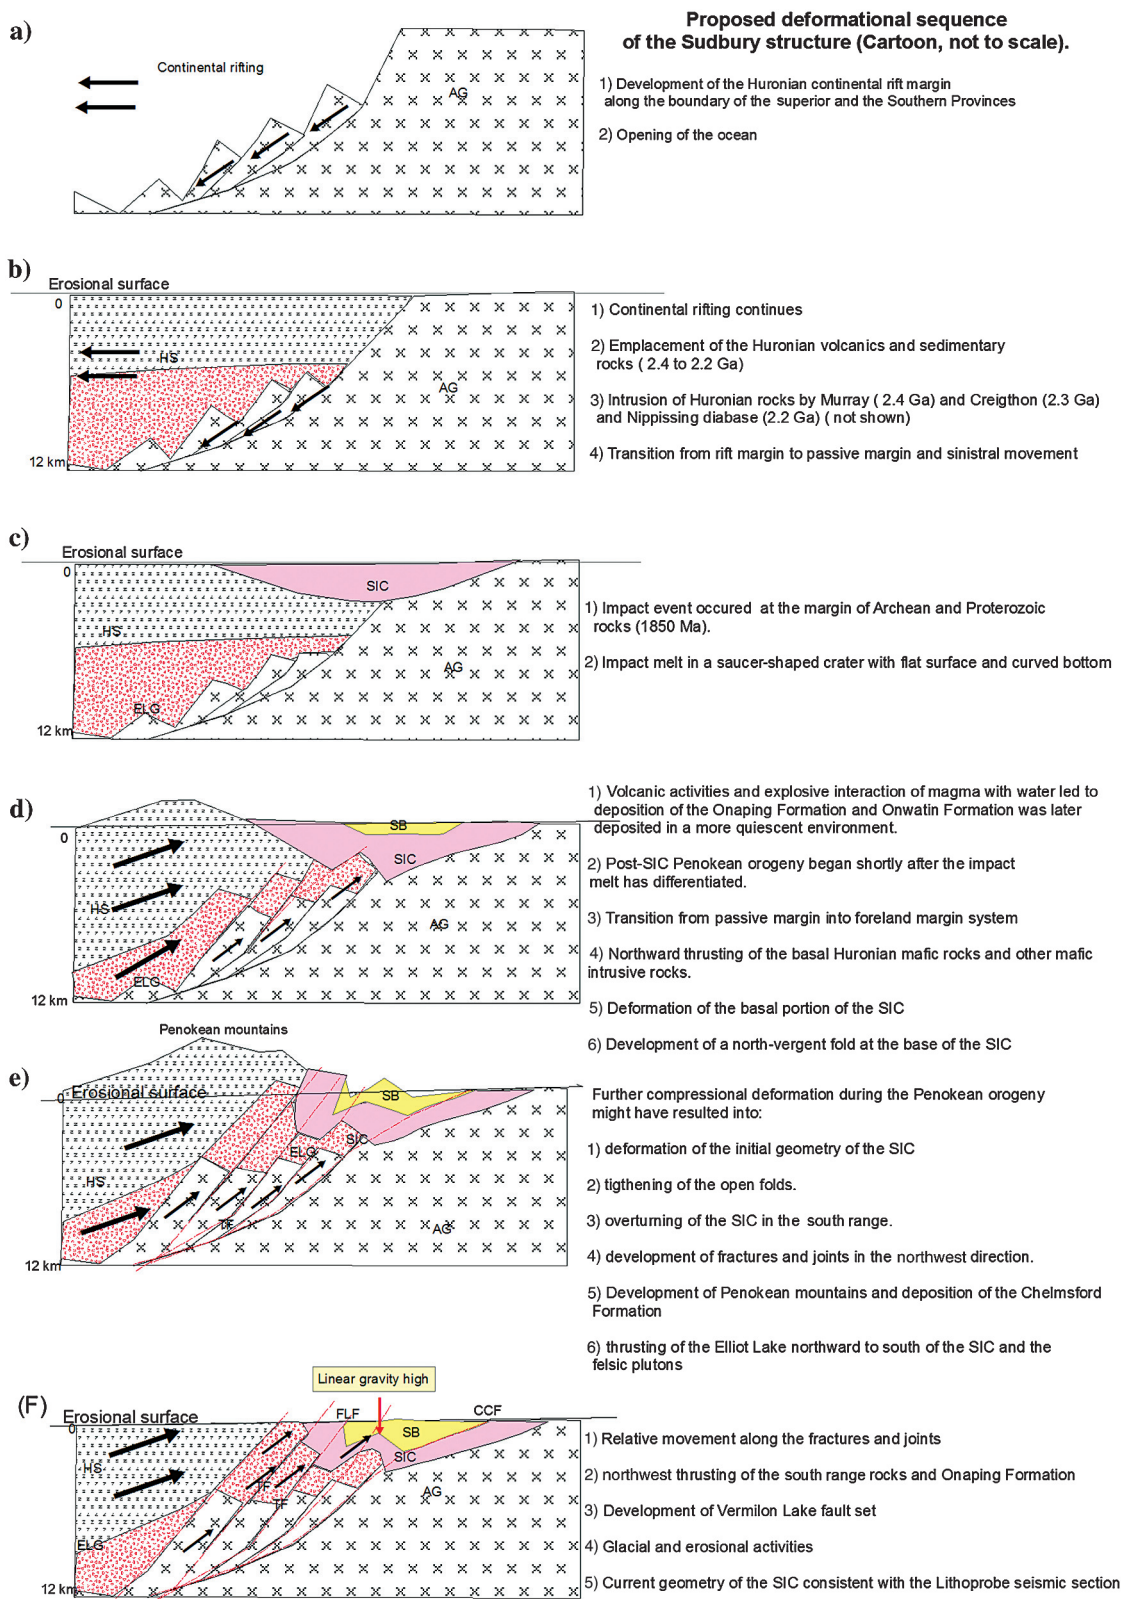 Proposed deformational sequence
of the Sudbury structure (Cartoon, not to scale).
a)
Continental rifting
AG
1) Development of the Huronian continental rift margin
along the boundary of the superior and the Southern Provinces
2) Opening of the ocean
b)
Erosional surface
0
HS
AG
12 km
1) Continental rifting continues
2) Emplacement of the Huronian volcanics and sedimentary
rocks ( 2.4 to 2.2 Ga)
3) Intrusion of Huronian rocks by Murray ( 2.4 Ga) and Creigthon (2.3 Ga)
and Nippissing diabase (2.2 Ga) ( not shown)
4) Transition from rift margin to passive margin and sinistral movement
c)
Erosional surface
0
SIC
HS
AG
ELG
12 km
1) Impact event occured at the margin of Archean and Proterozoic
rocks (1850 Ma).
2) Impact melt in a saucer-shaped crater with flat surface and curved bottom
d)
0
SB
SIC
HS
AG
ELG
12 km
1) Volcanic activities and explosive interaction of magma with water led to
deposition of the Onaping Formation and Onwatin Formation was later
deposited in a more quiescent environment.
2) Post-SIC Penokean orogeny began shortly after the impact
melt has differentiated.
3) Transition from passive margin into foreland margin system
4) Northward thrusting of the basal Huronian mafic rocks and other mafic
intrusive rocks.
5) Deformation of the basal portion of the SIC
6) Development of a north-vergent fold at the base of the SIC
Penokean mountains
e)
0
Erosional surface
SB
SIC
ELG
HS
TF
AG
12 km
Further compressional deformation during the Penokean orogeny
might have resulted into:
1) deformation of the initial geometry of the SIC
2) tigthening of the open folds.
3) overturning of the SIC in the south range.
4) development of fractures and joints in the northwest direction.
5) Development of Penokean mountains and deposition of the Chelmsford
Formation
6) thrusting of the Elliot Lake northward to south of the SIC and the
felsic plutons
Linear gravity high
(F)
Erosional surface
0
FLF
CCF
SB
SIC
HS
TF
AG
TF
ELG
12 km
1) Relative movement along the fractures and joints
2) northwest thrusting of the south range rocks and Onaping Formation
3) Development of Vermilon Lake fault set
4) Glacial and erosional activities
5) Current geometry of the SIC consistent with the Lithoprobe seismic section